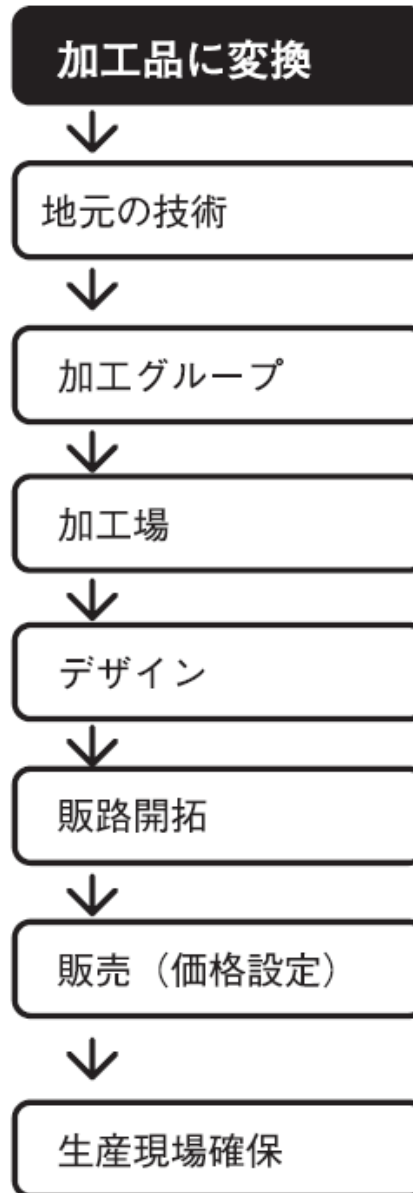 加工品に変換
地元の技術
加工グループ
加工場
デザイン
販路開拓
販売（価格設定）
生産現場確保